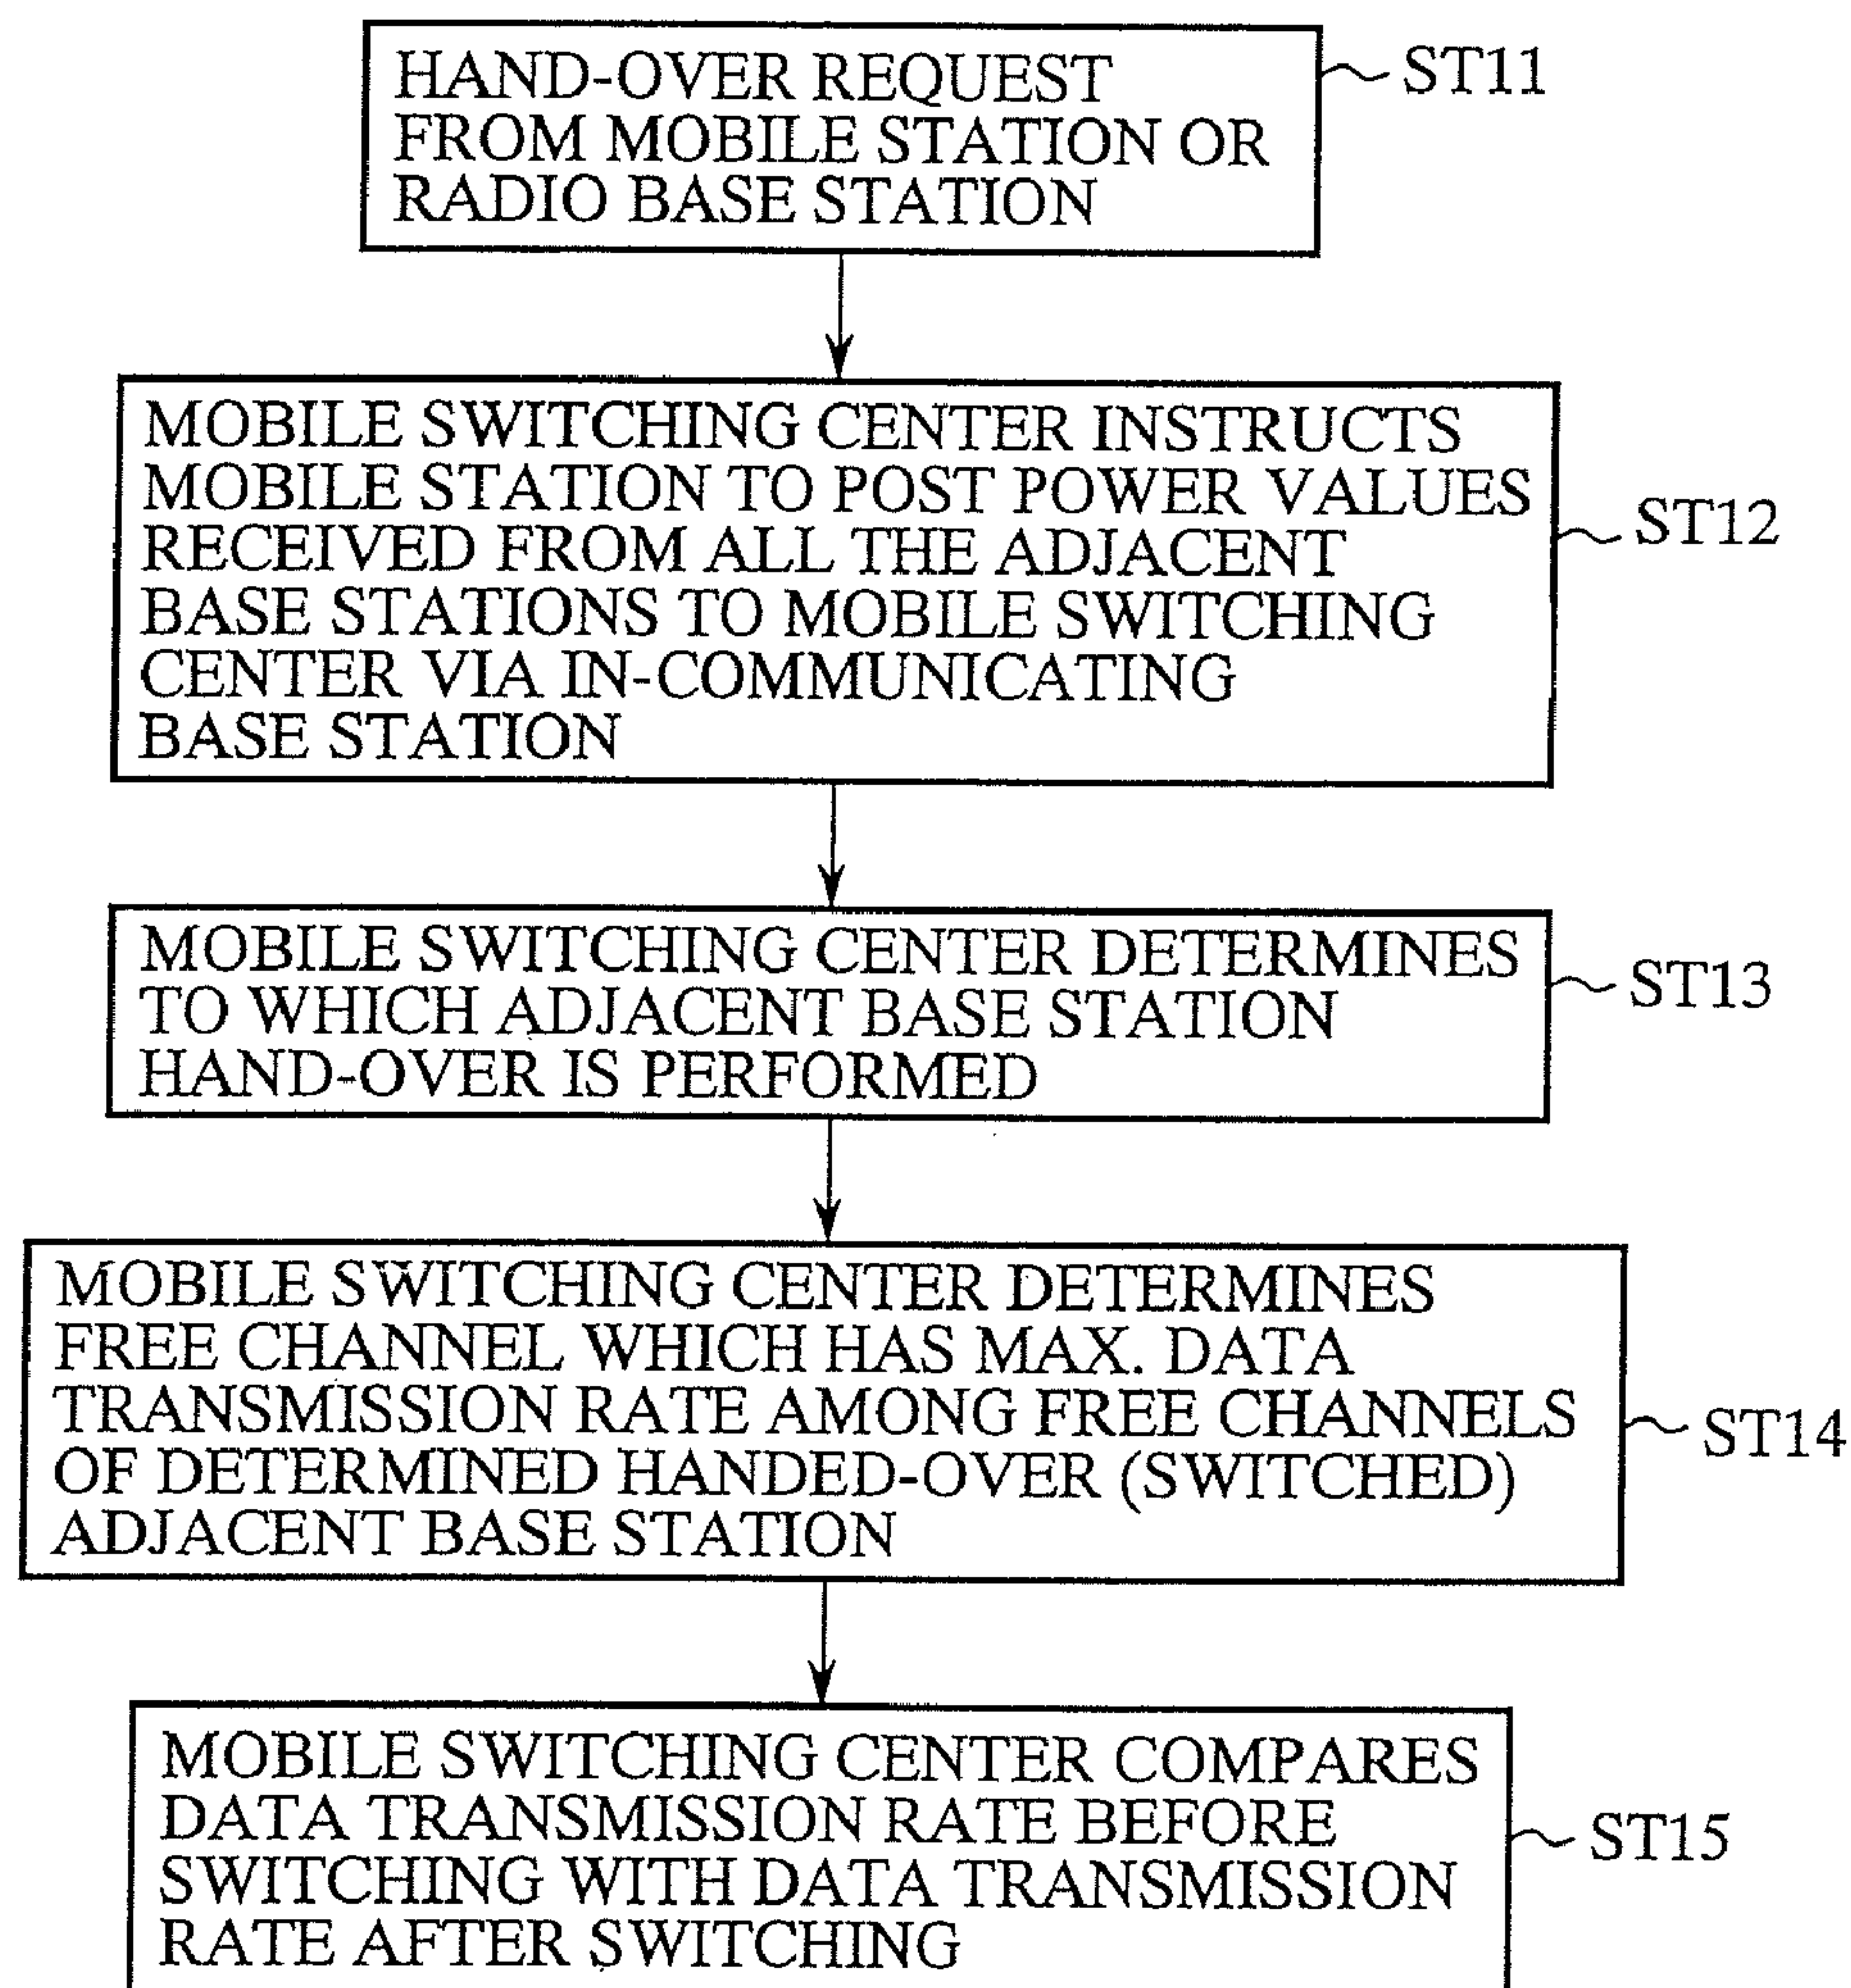 HAND-OVER REQUEST
FROM MOBILE STATION OR
RADIO BASE STATION
ST11
MOBILE SWITCHING CENTER INSTRUCTS
MOBILE STATION TO POST POWER VALUES
RECEIVED FROM ALL THE ADJACENT
BASE STATIONS TO MOBILE SWITCHING
CENTER VIA IN-COMMUNICATING
BASE STATION
ST12
MOBILE SWITCHING CENTER DETERMINES
TO WHICH ADJACENT BASE STATION
HAND-OVER IS PERFORMED
ST13
MOBILE SWITCHING CENTER DETERMINES
FREE CHANNEL WHICH HAS MAX. DATA
TRANSMISSION RATE AMONG FREE CHANNELS
OF DETERMINED HANDED-OVER (SWITCHED)
ADJACENT BASE STATION
ST14
MOBILE SWITCHING CENTER COMPARES
DATA TRANSMISSION RATE BEFORE
SWITCHING WITH DATA TRANSMISSION
RATE AFTER SWITCHING
ST15